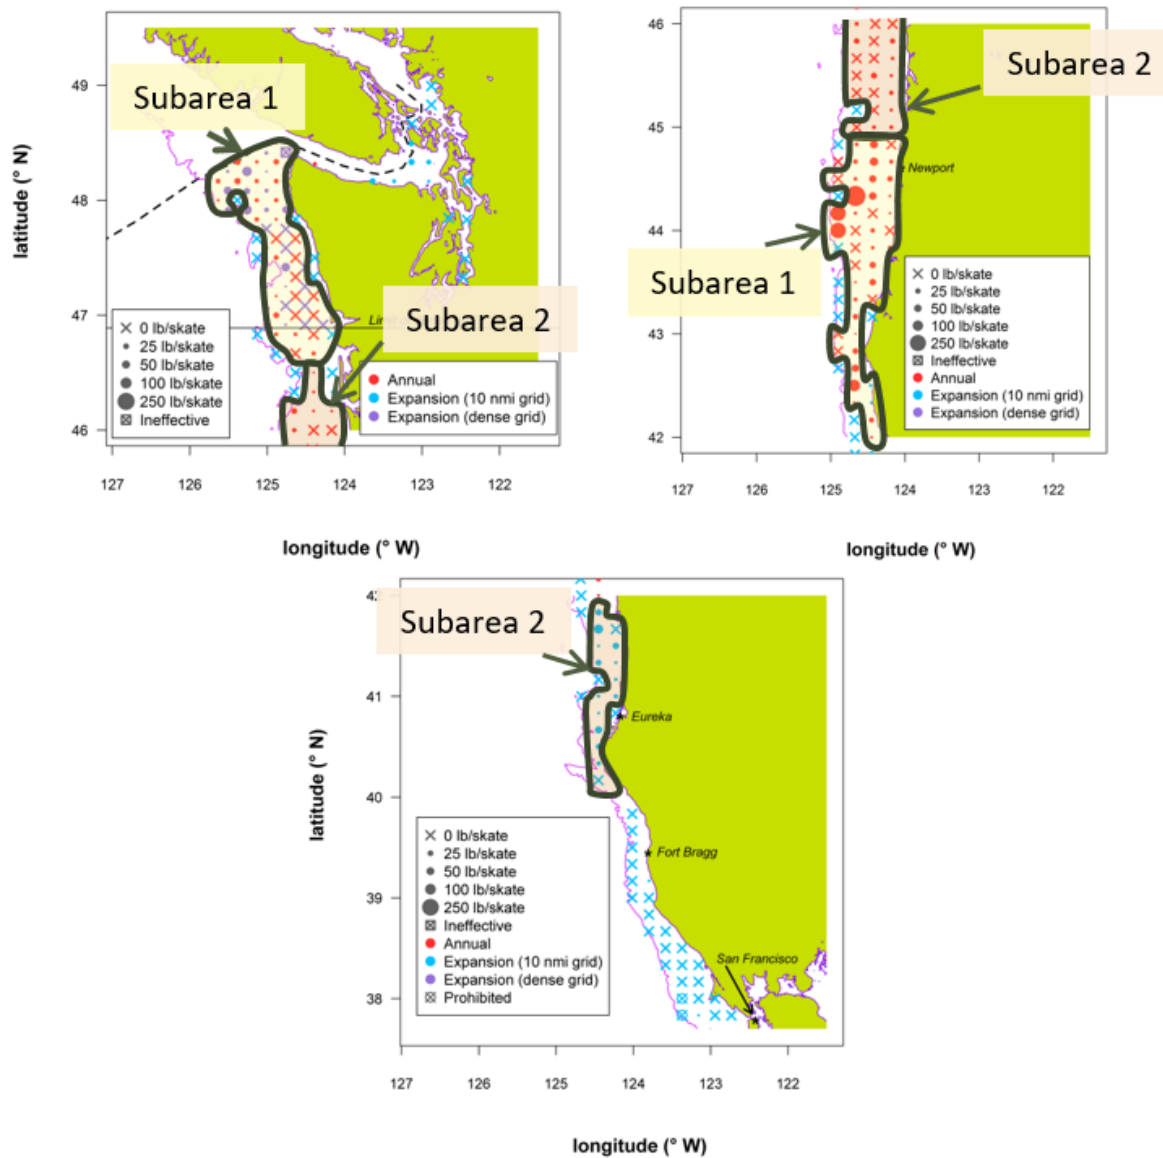 Subarea 1
49
48
47
46
latitude (° N)
Subarea 2
0 lb/skate
25 lb/skate
50 lb/skate
100 lb/skate
250 lb/skate
Ineffective
Annual
Expansion (10 nmi grid)
Expansion (dense grid)
127
126
125
124
123
122
longitude (° W)
46
45
44
43
42
latitude (° N)
Subarea 2
Newport
Subarea 1
0 lb/skate
25 lb/skate
50 lb/skate
100 lb/skate
250 lb/skate
Ineffective
Annual
Expansion (10 nmi grid)
Expansion (dense grid)
127
126
125
124
123
122
longitude (° W)
Subarea 2
41
40
39
38
latitude (° N)
Eureka
Fort Bragg
San Francisco
0 lb/skate
25 lb/skate
50 lb/skate
100 lb/skate
250 lb/skate
Ineffective
Annual
Expansion (10 nmi grid)
Expansion (dense grid)
Prohibited
127
126
125
124
123
122
longitude (° W)